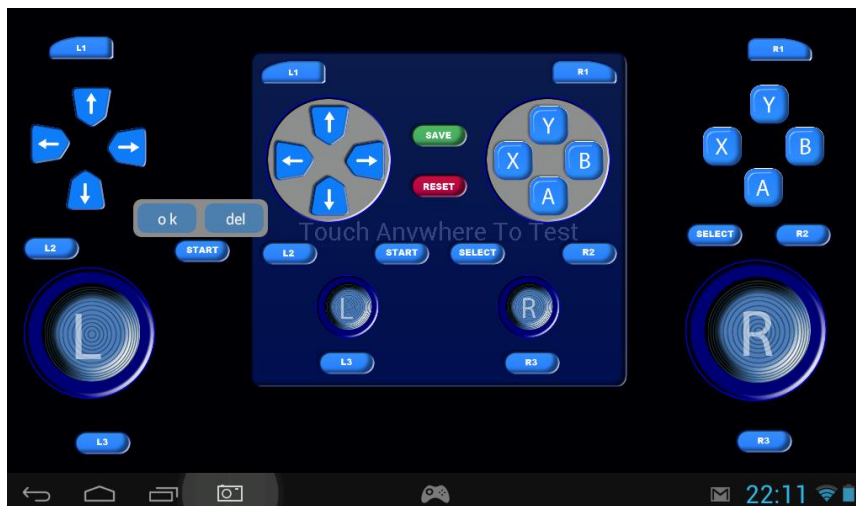 L1
R1
L1
R1
Y
Y
SAVE
X
B
X
B
RESET
A
A
ok
del
Touch Anywhere To Test
SELECT
R2
L2
START
L2
START
SELECT
R2
L
R
L
R
L3
R3
L3
R3
22:11